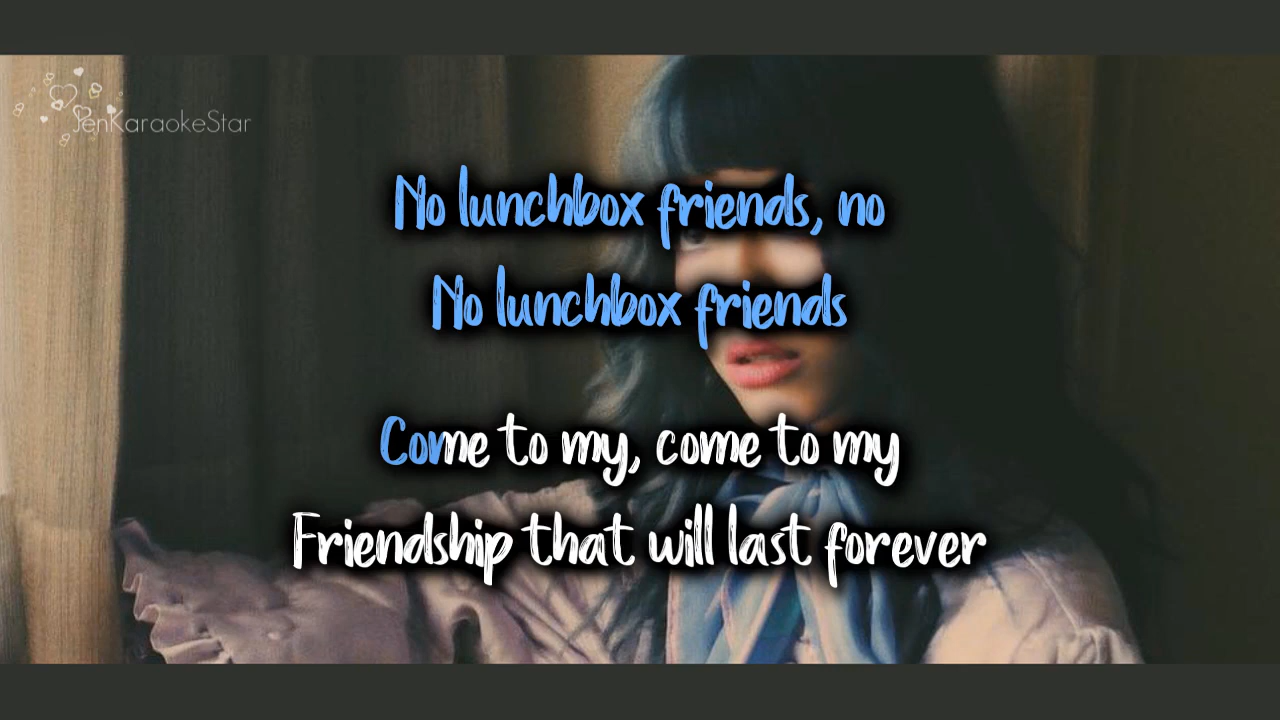 JenKaraokeStar
No lunchbox friends, no
No lunchbox friends
Come to my, come to my
Friendship that will last forever